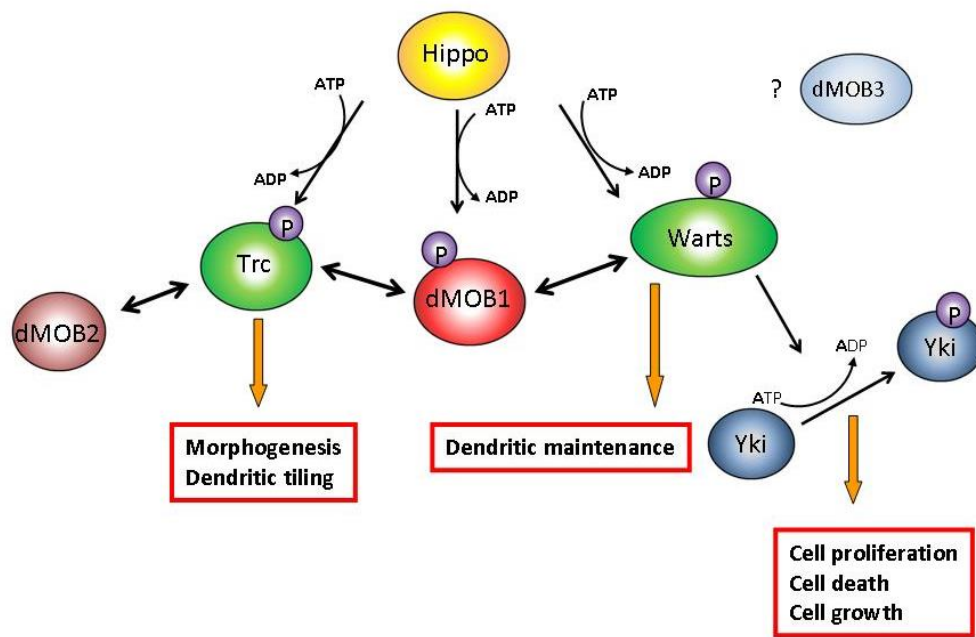 Hippo
? dMOB3
ATP
ATP
ATP
ADP
ADP
ADP
P
P
P
Trc
Warts
dMOB1
dMOB2
P
Yki
ADP
ATP
Yki
Morphogenesis
Dendritic tiling
Dendritic maintenance
Cell proliferation
Cell death
Cell growth